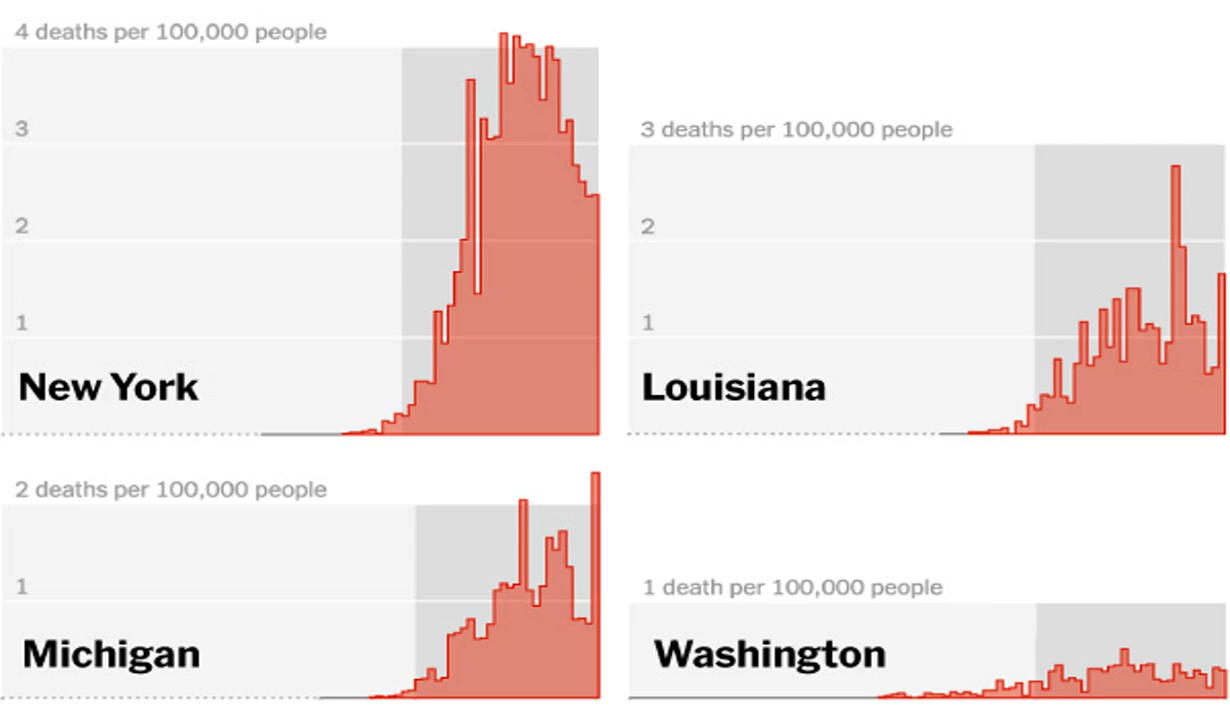 4 deaths per 100,000 people
3
2
1
New York
3 deaths per 100,000 people
2
1
Louisiana
2 deaths per 100,000 people
1
Michigan
1 death per 100,000 people
Washington